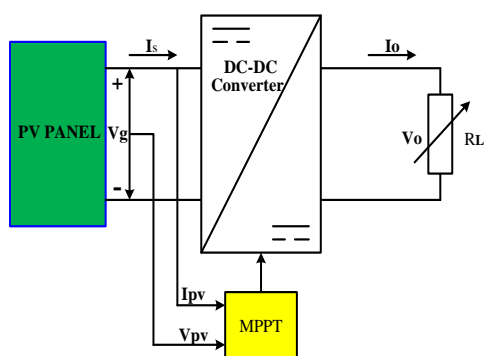 Is
Io
DC-DC
Converter
+
PV PANEL
Vg
-
Vo
RL
Ipv
Vpv
MPPT